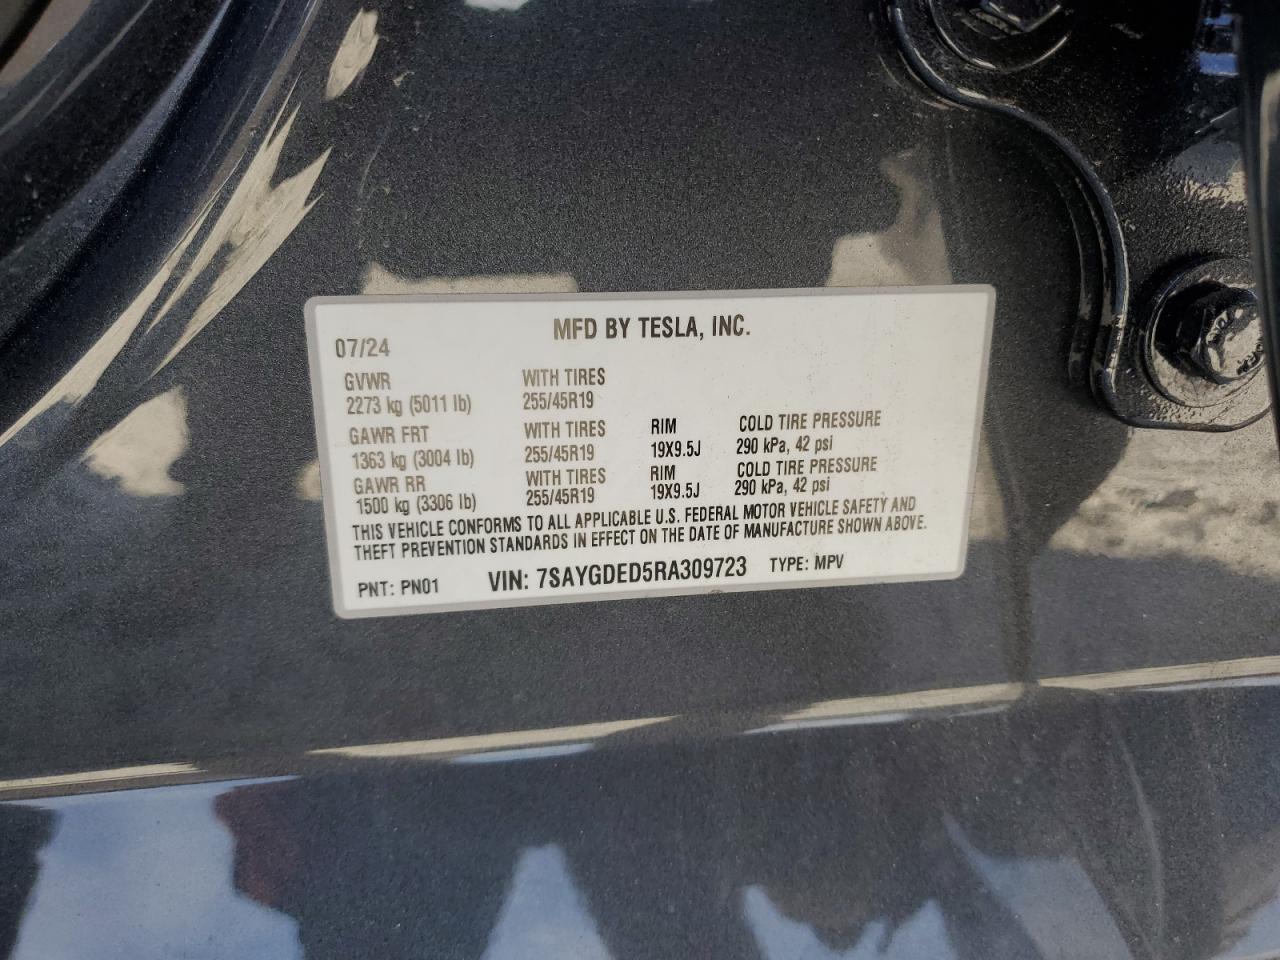 MFD BY TESLA, INC.
07/24
GVWR WITH TIRES
2273 kg (5011 lb) 255/45R19
GAWR FRT WITH TIRES RIM COLD TIRE PRESSURE
1363 kg (3004 lb) 255/45R19 19X9.5J 290 kPa, 42 psi
GAWR RR WITH TIRES RIM COLD TIRE PRESSURE
1500 kg (3306 lb) 255/45R19 19X9.5J 290 kPa, 42 psi
THIS VEHICLE CONFORMS TO ALL APPLICABLE U.S. FEDERAL MOTOR VEHICLE SAFETY AND
THEFT PREVENTION STANDARDS IN EFFECT ON THE DATE OF MANUFACTURE SHOWN ABOVE.
PNT: PN01 VIN: 7SAYGDED5RA309723 TYPE: MPV